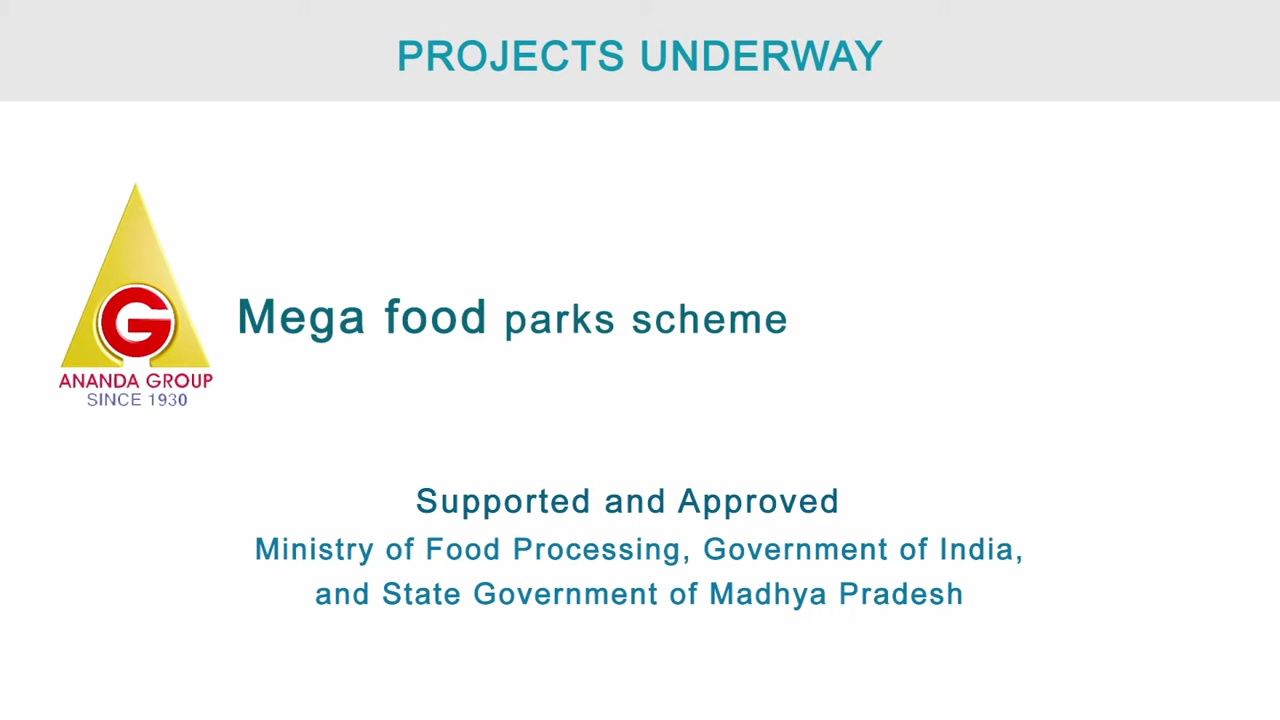 PROJECTS UNDERWAY
G
Mega food parks scheme
ANANDA GROUP
SINCE 1930
Supported and Approved
Ministry of Food Processing, Government of India,
and State Government of Madhya Pradesh